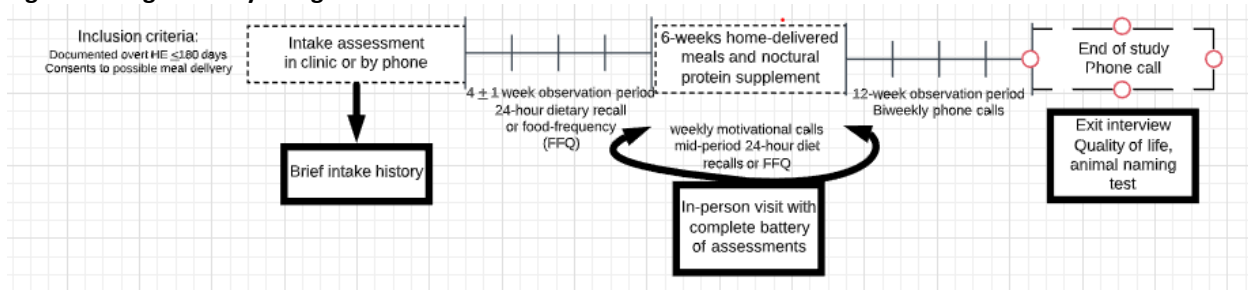 Inclusion criteria:
Documented overt HE ≤180 days
Consents to possible meal delivery
Intake assessment
in clinic or by phone
Brief intake history
4 ± 1 week observation period
24-hour dietary recall
or food-frequency
(FFQ)
6-weeks home-delivered
meals and noctural
protein supplement
weekly motivational calls
mid-period 24-hour diet
recalls or FFQ
In-person visit with
complete battery
of assessments
12-week observation period
Biweekly phone calls
End of study
Phone call
Exit interview
Quality of life,
animal naming
test